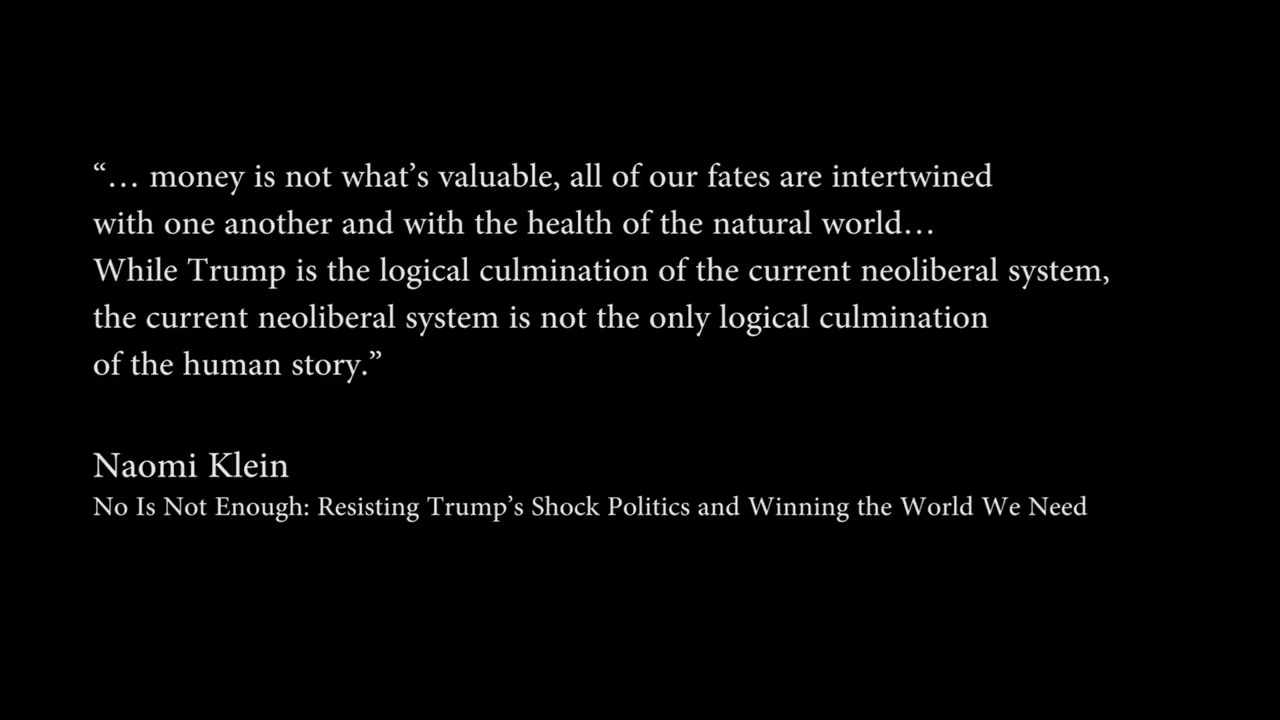 “… money is not what’s valuable, all of our fates are intertwined
with one another and with the health of the natural world…
While Trump is the logical culmination of the current neoliberal system,
the current neoliberal system is not the only logical culmination
of the human story.”
Naomi Klein
No Is Not Enough: Resisting Trump’s Shock Politics and Winning the World We Need